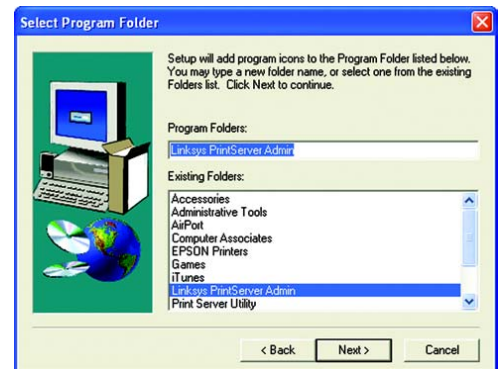 Select Program Folder
Setup will add program icons to the Program Folder listed below.
You may type a new folder name, or select one from the existing
Folders list. Click Next to continue.
Program Folders:
Linksys PrintServer Admin
Existing Folders:
Accessories
Administrative Tools
AirPort
Computer Associates
EPSON Printers
Games
iTunes
Linksys PrintServer Admin
Print Server Utility
< Back
Next >
Cancel